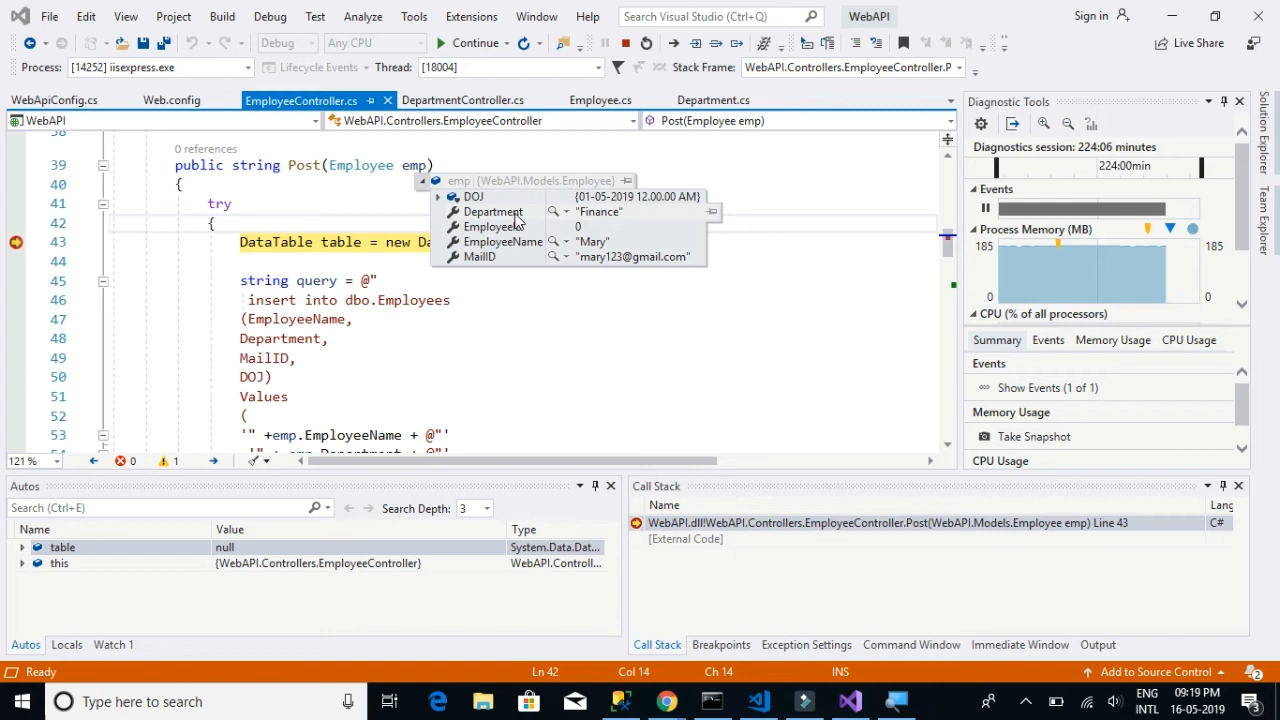 File Edit View Project Build Debug Test Analyze Tools Extensions Window Help Search Visual Studio (Ctrl+Q) WebAPI Sign in
Debug Any CPU Continue Live Share
Process: [14252] iisexpress.exe Lifecycle Events Thread: [18004] Stack Frame: WebAPI.Controllers.EmployeeController.P
WebApiConfig.cs Web.config EmployeeController.cs DepartmentController.cs Employee.cs Department.cs
WebAPI WebAPI.Controllers.EmployeeController Post(Employee emp)
38
0 references
39 public string Post(Employee emp)
40 {
41 try
42 {
43 DataTable table = new Da
44
45 string query = @"
46 insert into dbo.Employees
47 (EmployeeName,
48 Department,
49 MailID,
50 DOJ)
51 Values
52 (
53 '" +emp.EmployeeName + @"'
emp {WebAPI.Models.Employee}
DOJ {01-05-2019 12.00.00 AM}
Department "Finance"
0
EmployeeName "Mary"
MailID "mary123@gmail.com"
121 % 0 1
Diagnostic Tools
Diagnostics session: 224:06 minutes
224:00min
Events
Process Memory (MB)
185 185
0 0
CPU (% of all processors)
Summary Events Memory Usage CPU Usage
Events
Show Events (1 of 1)
Memory Usage
Take Snapshot
CPU Usage
Solution Explorer
Team Explorer
Autos
Search (Ctrl+E) Search Depth: 3
Name Value Type
table null System.Data.Dat...
this {WebAPI.Controllers.EmployeeController} WebAPI.Controll...
Autos Locals Watch 1
Call Stack
Name Lang
WebAPI.dll!WebAPI.Controllers.EmployeeController.Post(WebAPI.Models.Employee emp) Line 43 C#
[External Code]
Call Stack Breakpoints Exception Settings Command Window Immediate Window Output
Ready Ln 42 Col 14 Ch 14 INS Add to Source Control 2
Type here to search ENG INTL 09:19 PM 16-05-2019 3